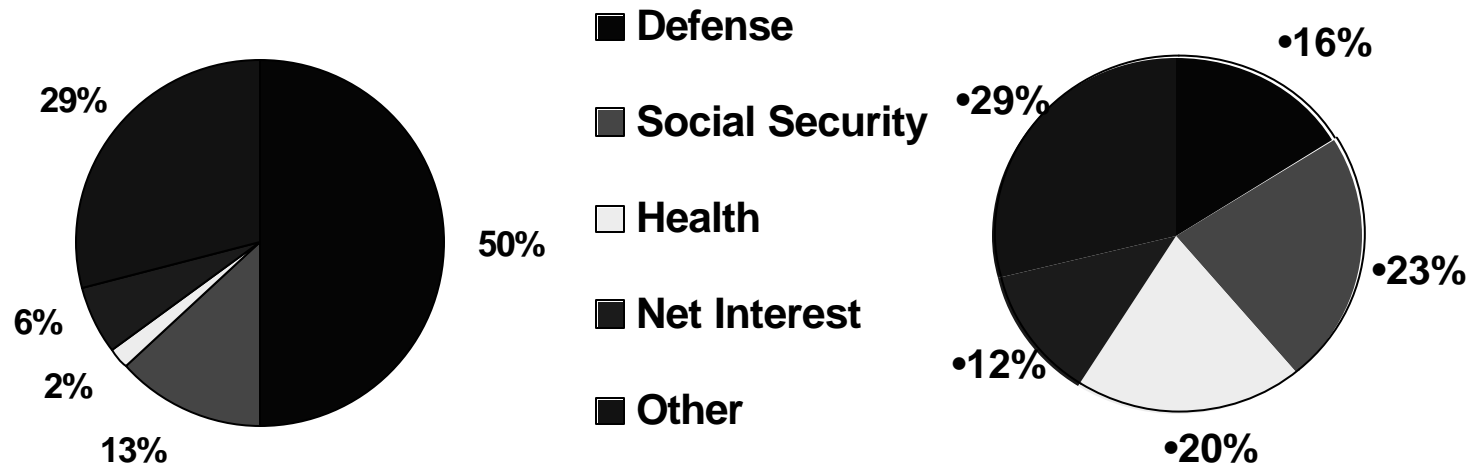 29%
50%
6%
2%
13%
Defense
Social Security
Health
Net Interest
Other
•16%
•29%
•23%
•12%
•20%